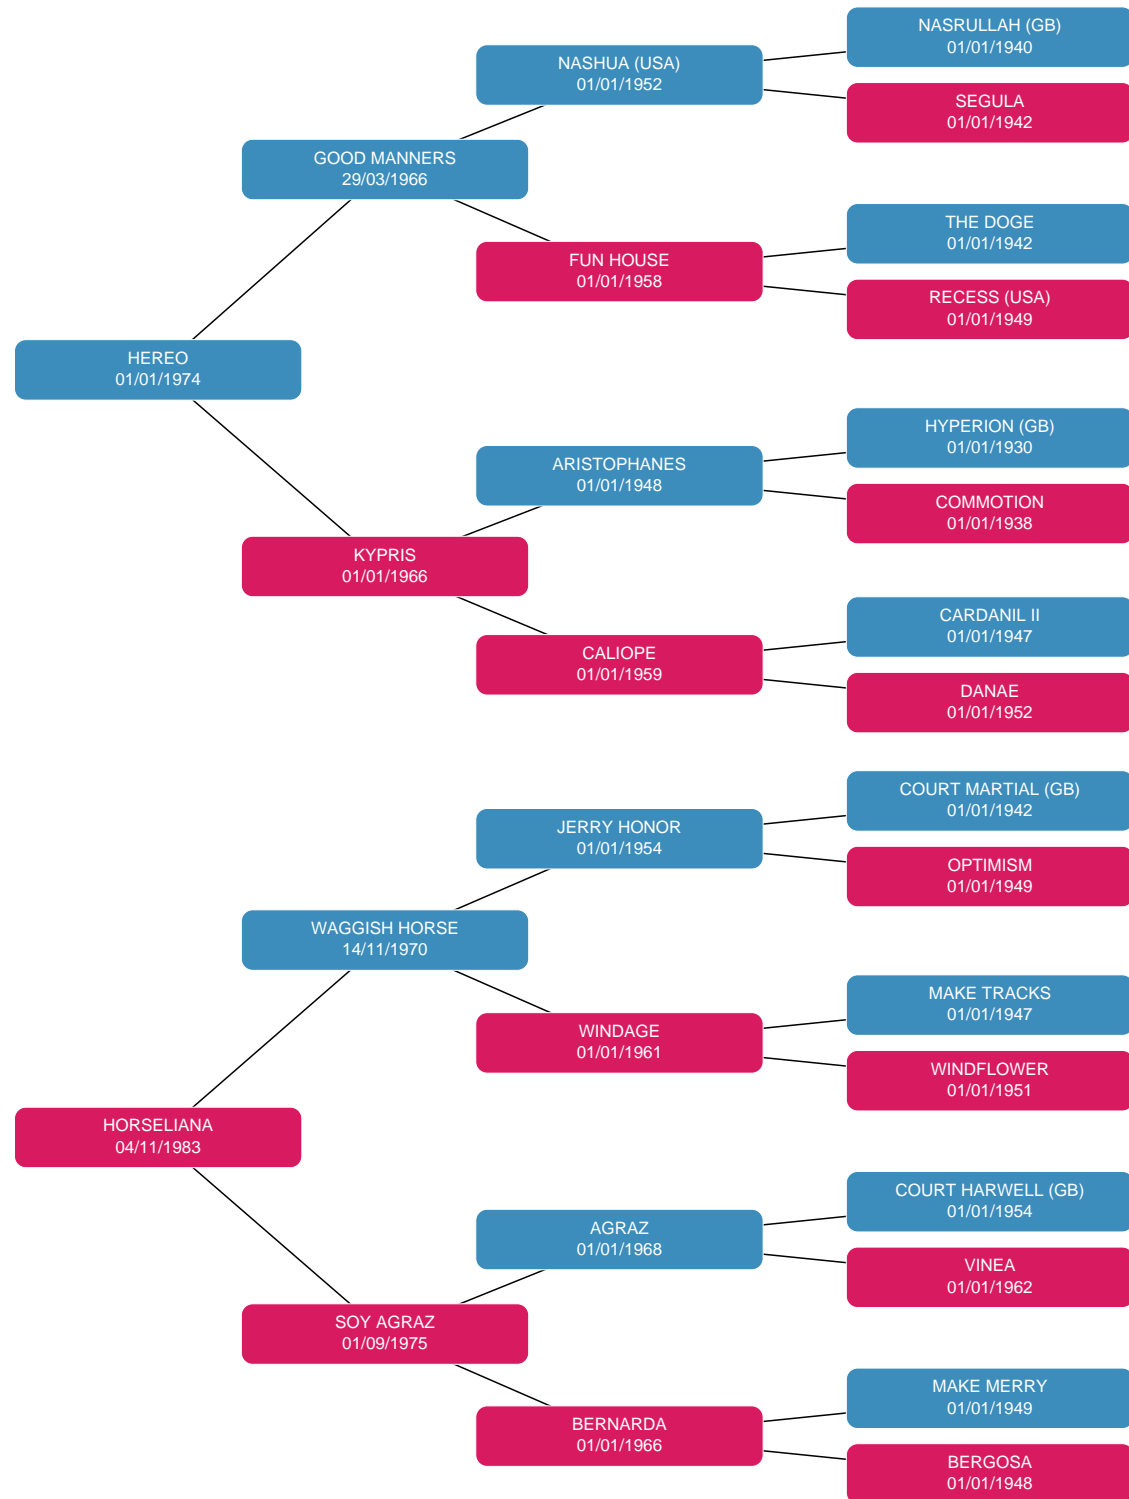 NASRULLAH (GB)
01/01/1940
NASHUA (USA)
01/01/1952
SEGULA
01/01/1942
GOOD MANNERS
29/03/1966
THE DOGE
01/01/1942
FUN HOUSE
01/01/1958
RECESS (USA)
01/01/1949
HEREO
01/01/1974
HYPERION (GB)
01/01/1930
ARISTOPHANES
01/01/1948
COMMOTION
01/01/1938
KYPRIS
01/01/1966
CARDANIL II
01/01/1947
CALIOPE
01/01/1959
DANAE
01/01/1952
COURT MARTIAL (GB)
01/01/1942
JERRY HONOR
01/01/1954
OPTIMISM
01/01/1949
WAGGISH HORSE
14/11/1970
MAKE TRACKS
01/01/1947
WINDAGE
01/01/1961
WINDFLOWER
01/01/1951
HORSELIANA
04/11/1983
COURT HARWELL (GB)
01/01/1954
AGRAZ
01/01/1968
VINEA
01/01/1962
SOY AGRAZ
01/09/1975
MAKE MERRY
01/01/1949
BERNARDA
01/01/1966
BERGOSA
01/01/1948